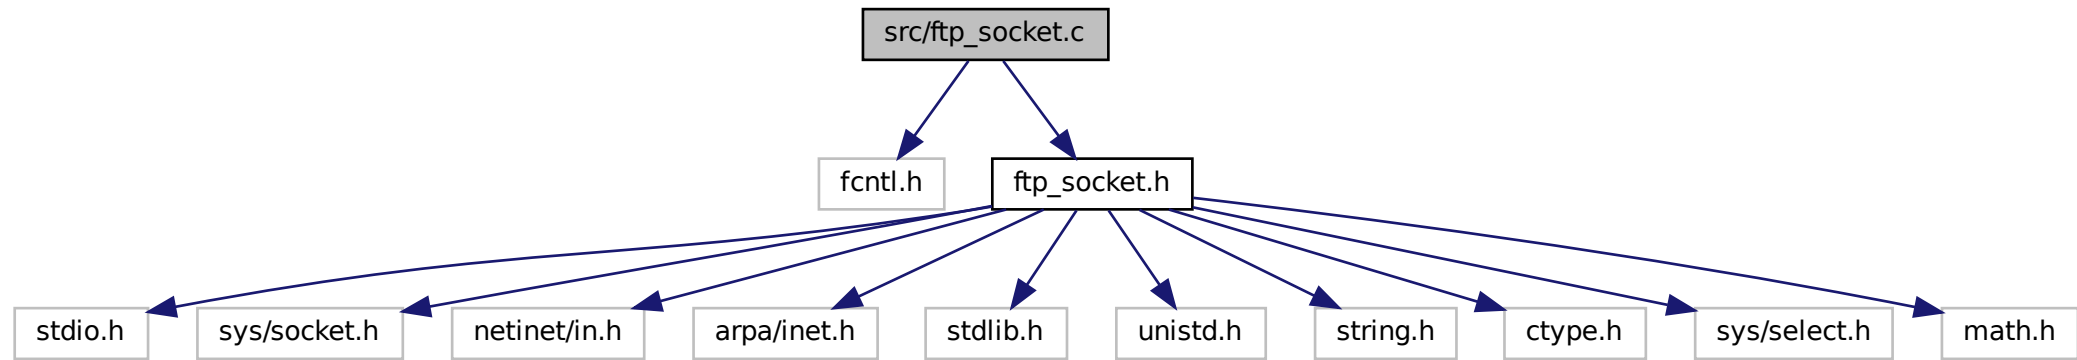 src/ftp_socket.c
fcntl.h
ftp_socket.h
stdio.h
sys/socket.h
netinet/in.h
arpa/inet.h
stdlib.h
unistd.h
string.h
ctype.h
sys/select.h
math.h